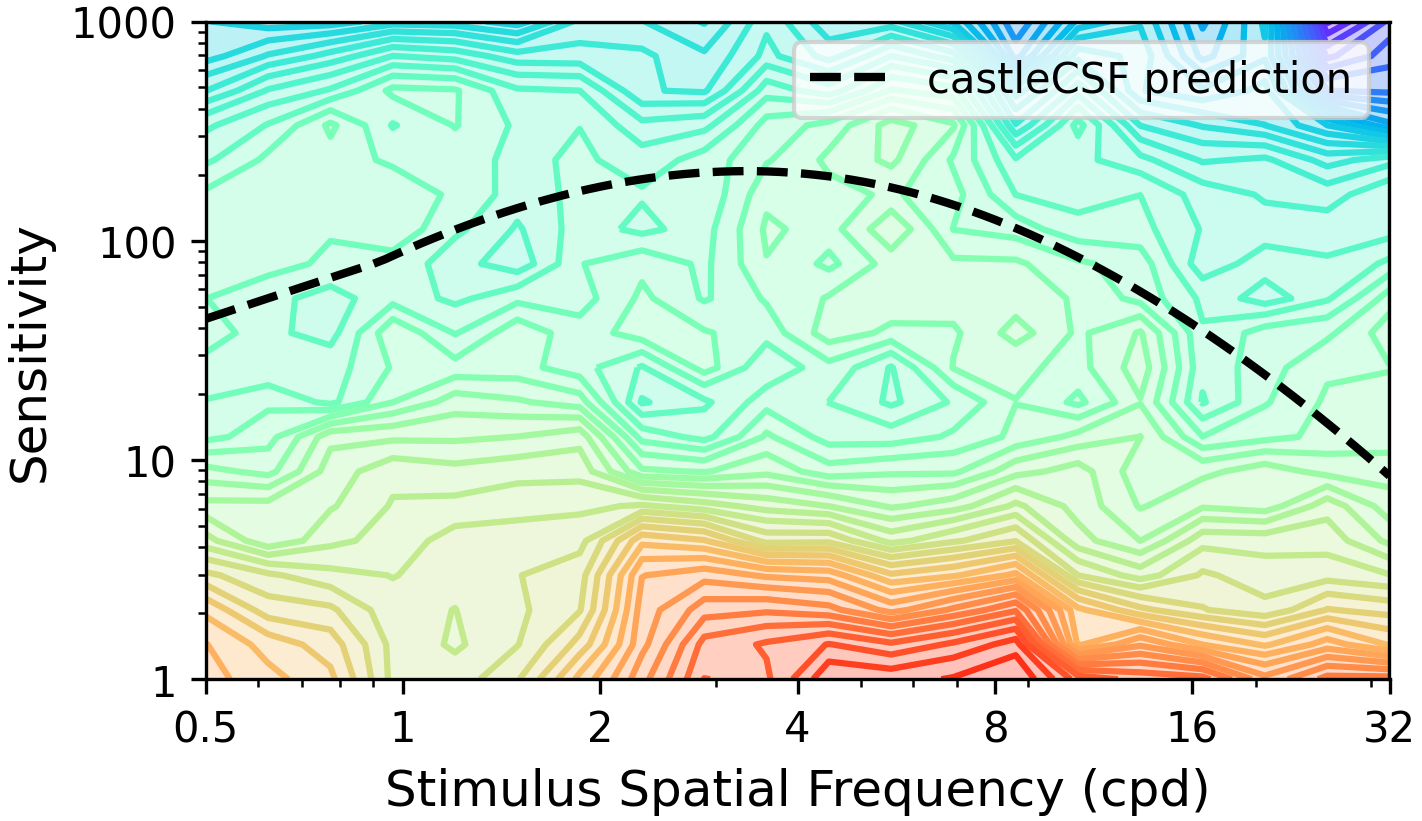 1000
100
10
1
Sensitivity
castleCSF prediction
0.5 1 2 4 8 16 32
Stimulus Spatial Frequency (cpd)